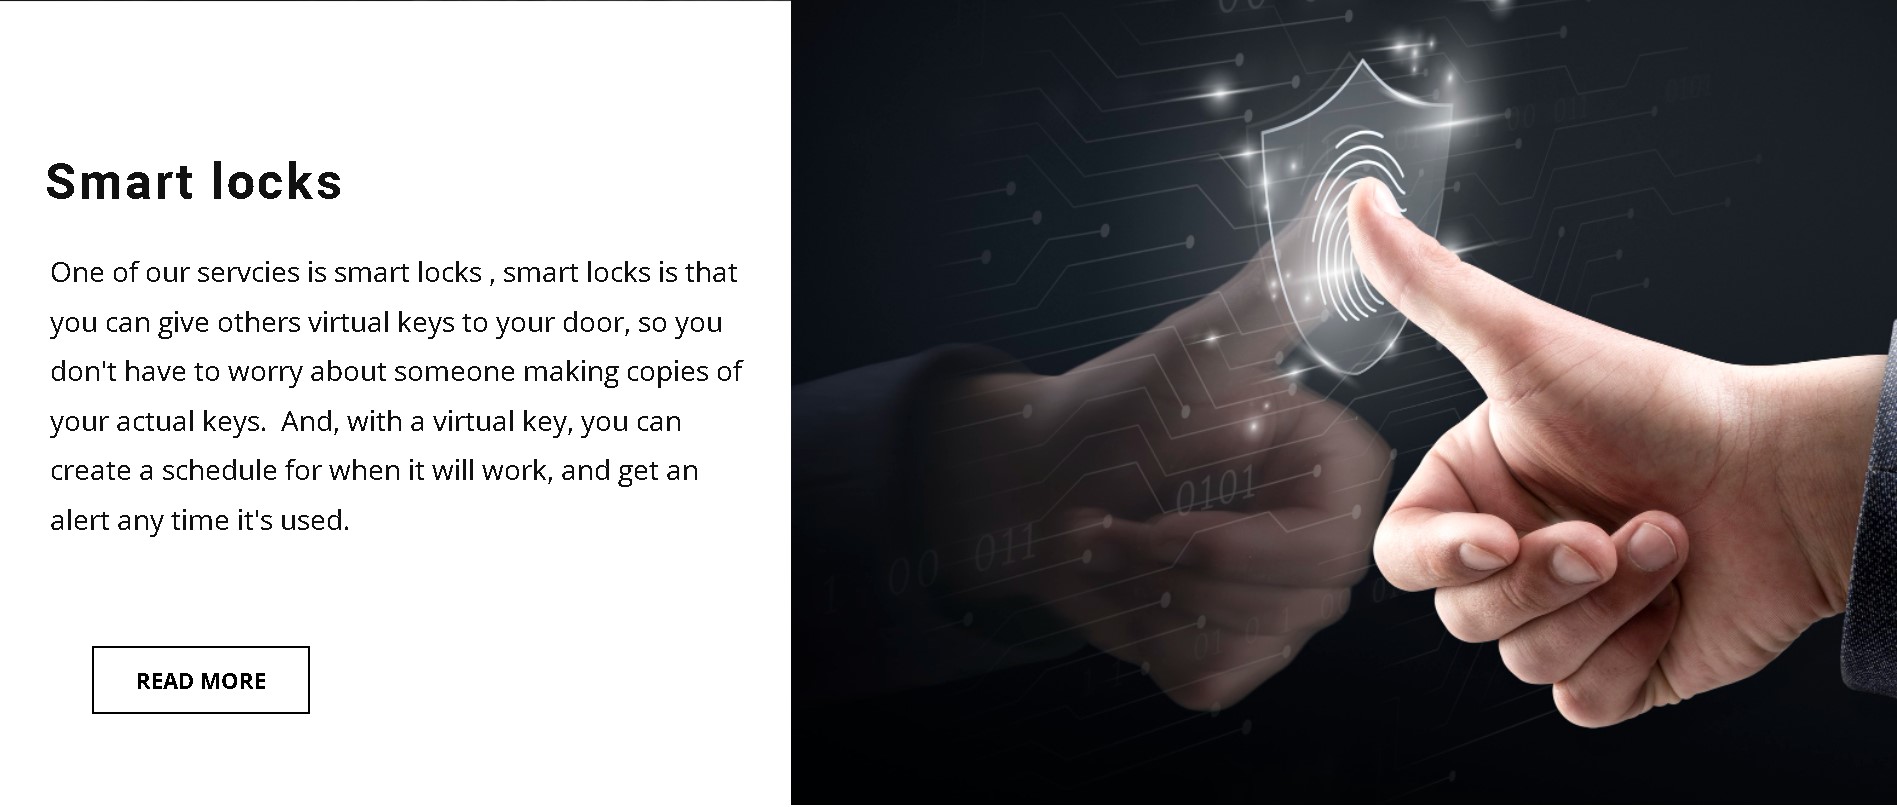 Smart locks
One of our servcies is smart locks , smart locks is that
you can give others virtual keys to your door, so you
don't have to worry about someone making copies of
your actual keys.  And, with a virtual key, you can
create a schedule for when it will work, and get an
alert any time it's used.
READ MORE
0101
00 011